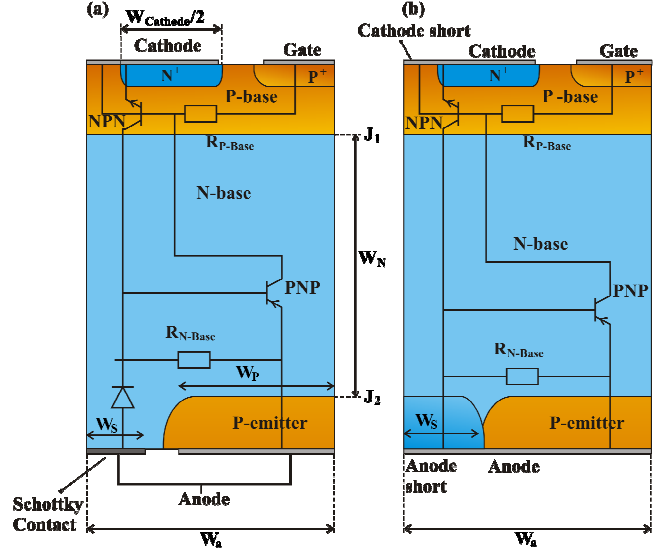 (a)
W_Cathode/2
Cathode
Gate
N+
P+
P-base
NPN
R_P-Base
J_1
N-base
W_N
PNP
R_N-Base
W_P
J_2
W_S
P-emitter
Schottky
Contact
Anode
W_a
(b)
Cathode short
Cathode
Gate
N+
P+
P -base
NPN
R_P-Base
N-base
PNP
R_N-Base
W_S
P-emitter
Anode
short
Anode
W_a